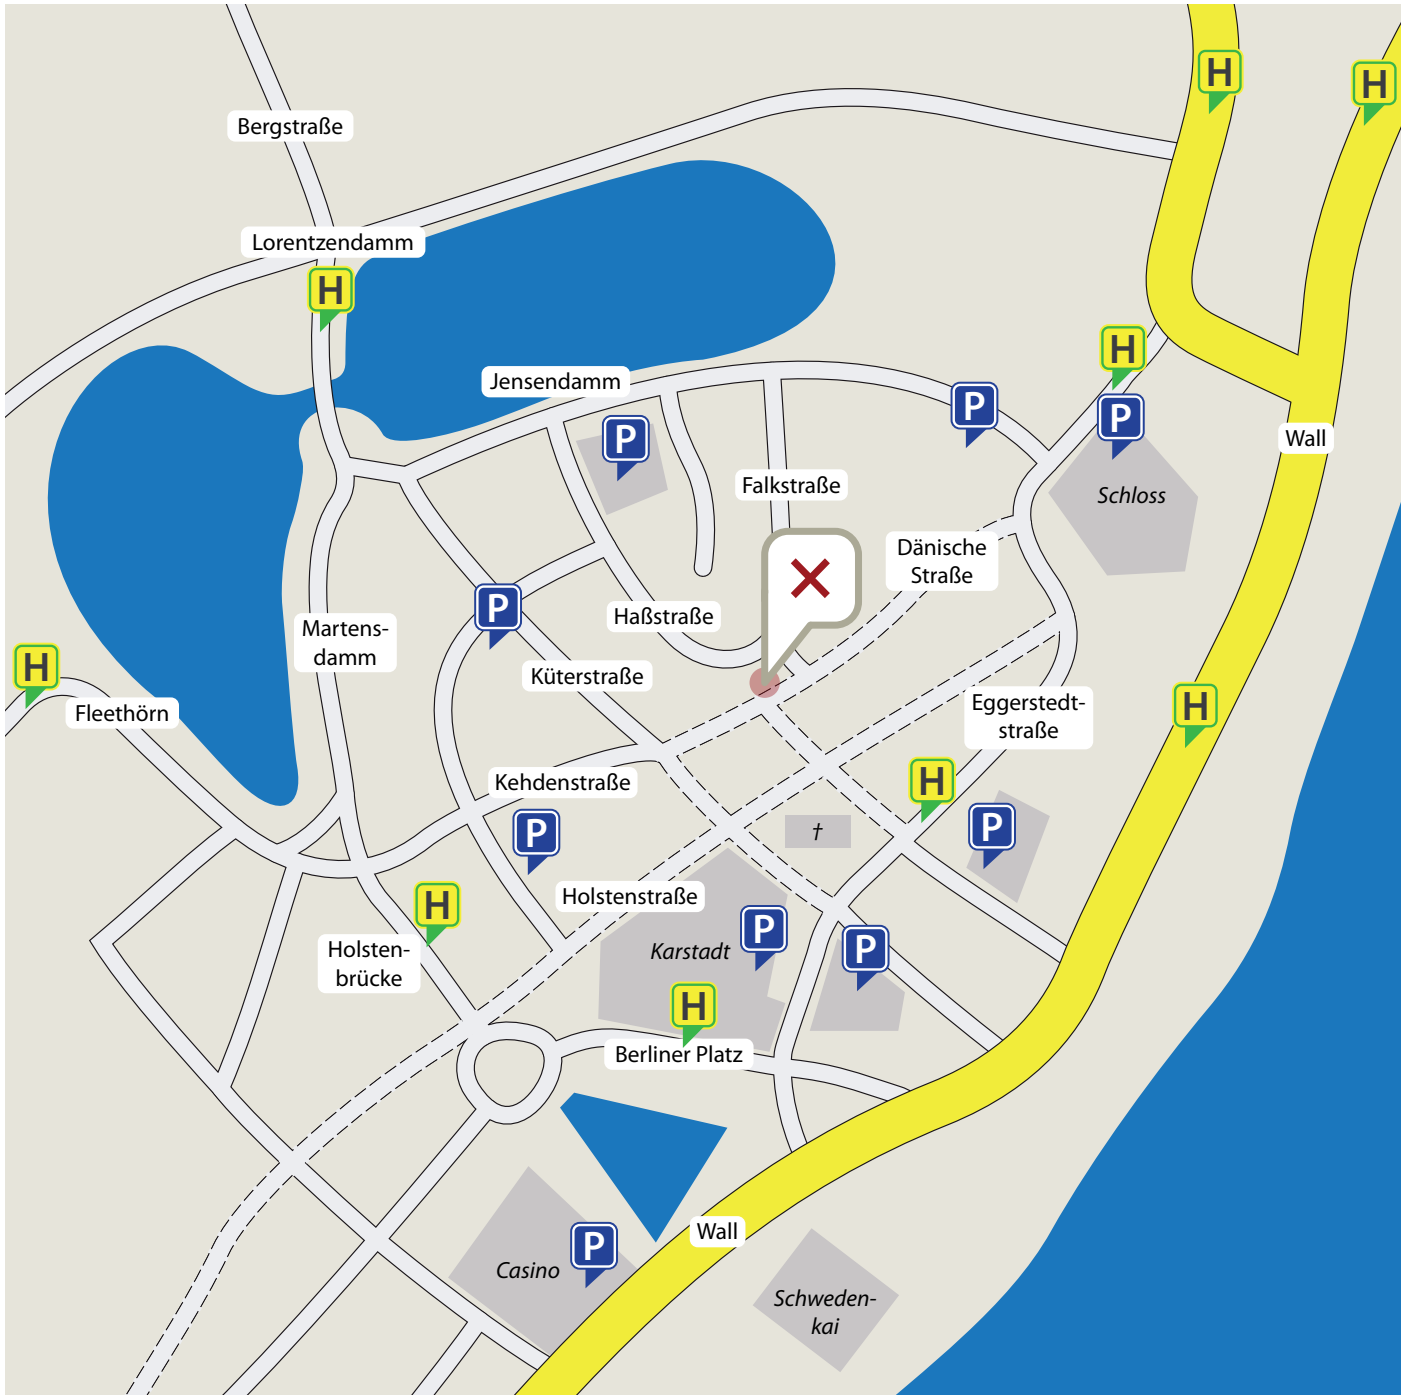 H
H
Bergstraße
Lorentzendamm
H
H
Jensendamm
P
P
P
Wall
Falkstraße
Schloss
Dänische
Straße
P
Haßstraße
Martens-
damm
H
Küterstraße
Fleethörn
Eggerstedt-
straße
H
Kehdenstraße
H
P
P
†
Holstenstraße
H
Karstadt
P
P
Holsten-
brücke
H
Berliner Platz
Wall
P
Casino
Schweden-
kai